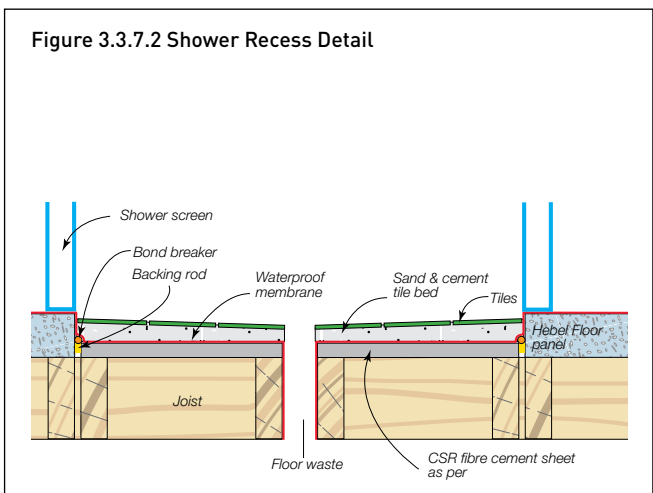 Figure 3.3.7.2 Shower Recess Detail
Shower screen
Bond breaker
Backing rod
Waterproof
membrane
Sand & cement
tile bed
Tiles
Hebel Floor
panel
Joist
Floor waste
CSR fibre cement sheet
as per